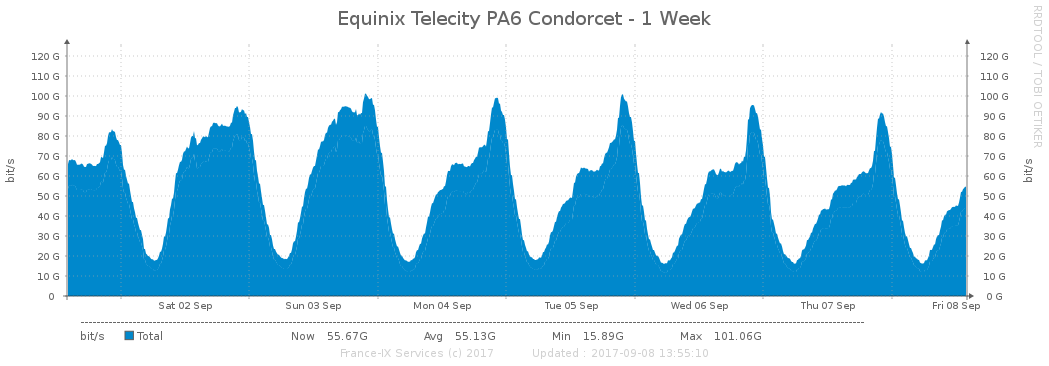 Equinix Telecity PA6 Condorcet - 1 Week
RRDTOOL / TOBI OETIKER
bit/s
120 G 120 G
110 G 110 G
100 G 100 G
90 G 90 G
80 G 80 G
70 G 70 G
60 G 60 G
50 G 50 G
40 G 40 G
30 G 30 G
20 G 20 G
10 G 10 G
0 0 G
bit/s
Sat 02 Sep Sun 03 Sep Mon 04 Sep Tue 05 Sep Wed 06 Sep Thu 07 Sep Fri 08 Sep
bit/s Total Now 55.67G Avg 55.13G Min 15.89G Max 101.06G
France-IX Services (c) 2017 Updated : 2017-09-08 13:55:10